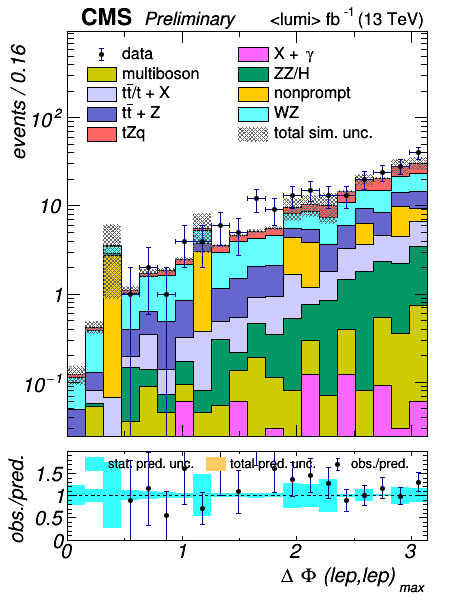 CMS Preliminary <lumi> fb⁻¹ (13 TeV)
events / 0.16
data
multiboson
tt̄/t + X
tt̄ + Z
tZq
X + γ
ZZ/H
nonprompt
WZ
total sim. unc.
10²
10
1
10⁻¹
obs./pred.
stat. pred. unc. total pred. unc. obs./pred.
1.5
1
0.5
0
0 1 2 3
Δ Φ (lep,lep) max